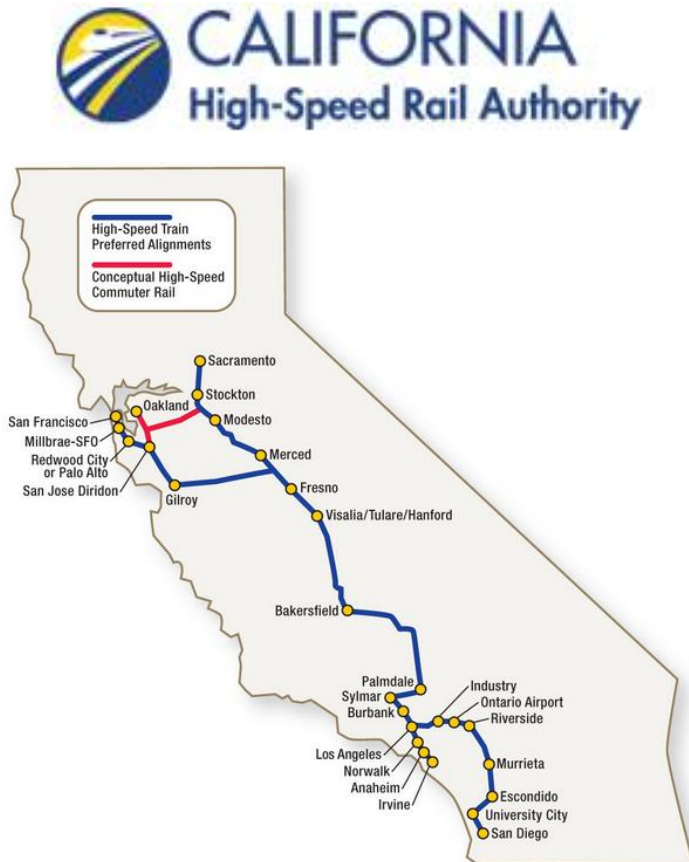 CALIFORNIA
High-Speed Rail Authority
High-Speed Train
Preferred Alignments
Conceptual High-Speed
Commuter Rail
Sacramento
Stockton
Oakland
San Francisco
Modesto
Millbrae-SFO
Redwood City
or Palo Alto
Merced
San Jose Diridon
Gilroy
Fresno
Visalia/Tulare/Hanford
Bakersfield
Palmdale
Sylmar
Industry
Burbank
Ontario Airport
Riverside
Los Angeles
Norwalk
Anaheim
Irvine
Murrieta
Escondido
University City
San Diego